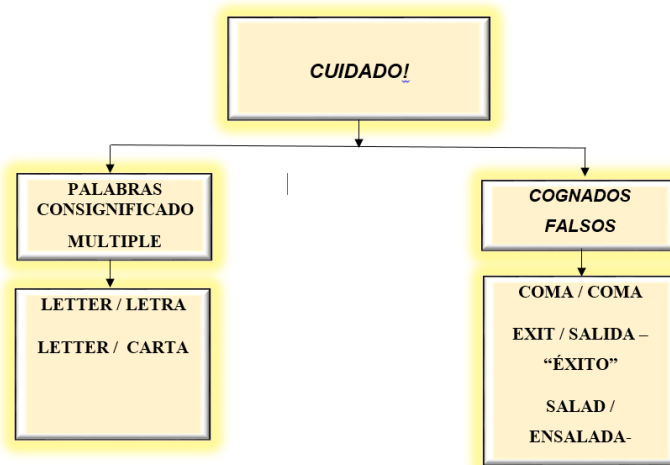 CUIDADO!
PALABRAS
CONSIGNIFICADO
MULTIPLE
LETTER / LETRA
LETTER / CARTA
COGNADOS
FALSOS
COMA / COMA
EXIT / SALIDA –
“ÉXITO”
SALAD /
ENSALADA-